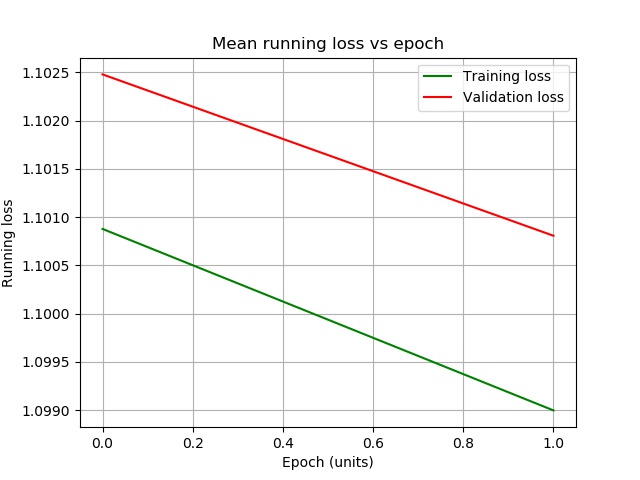 Mean running loss vs epoch
Training loss
Validation loss
1.1025
1.1020
1.1015
1.1010
1.1005
1.1000
1.0995
1.0990
Running loss
0.0 0.2 0.4 0.6 0.8 1.0
Epoch (units)